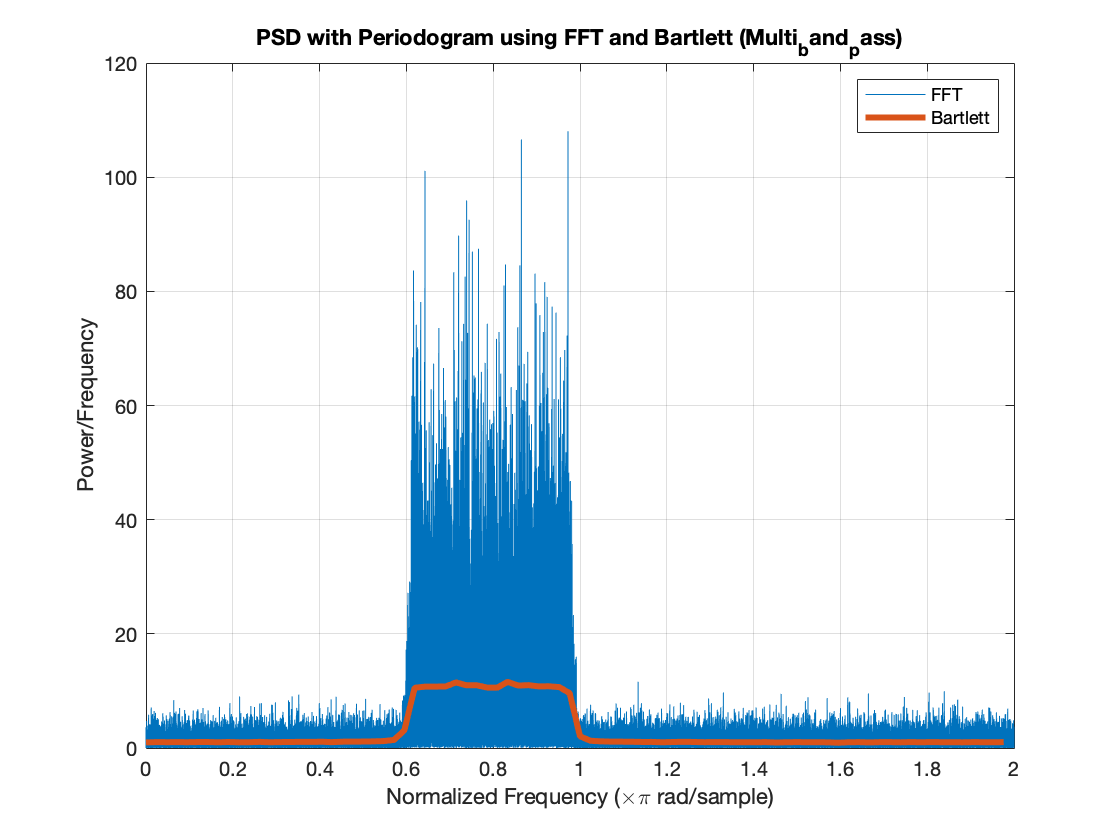 PSD with Periodogram using FFT and Bartlett (Multi_band_pass)
FFT
Bartlett
120
100
80
60
40
20
0
Power/Frequency
0 0.2 0.4 0.6 0.8 1 1.2 1.4 1.6 1.8 2
Normalized Frequency (×π rad/sample)